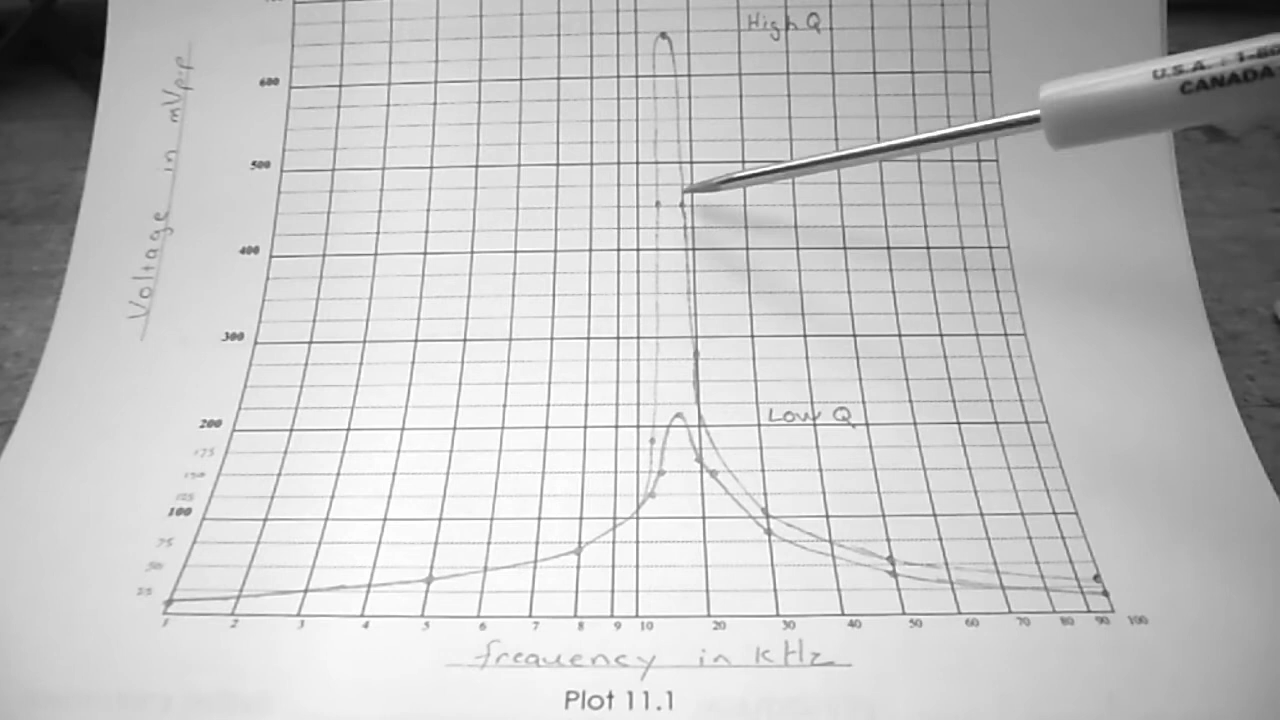 High Q
U.S.A.
CANADA
600
Voltage in mVp-p
500
400
300
200
Low Q
175
150
125
100
75
50
25
1 2 3 4 5 6 7 8 9 10 20 30 40 50 60 70 80 90 100
frequency in kHz
Plot 11.1